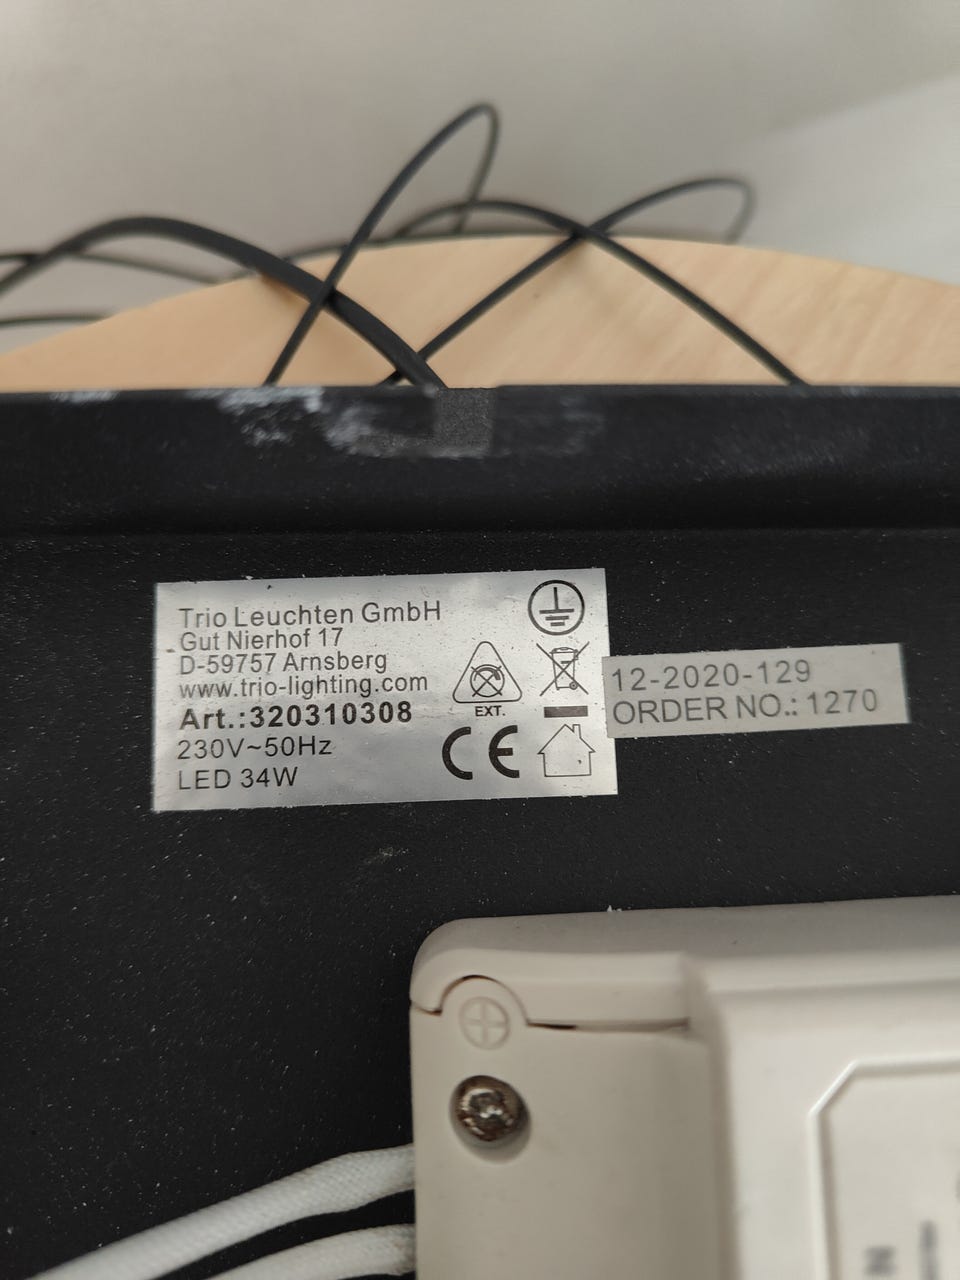 Trio Leuchten GmbH
Gut Nierhof 17
D-59757 Arnsberg
www.trio-lighting.com
Art.:320310308
230V~50Hz
LED 34W
EXT.
CE
12-2020-129
ORDER NO.: 1270
N